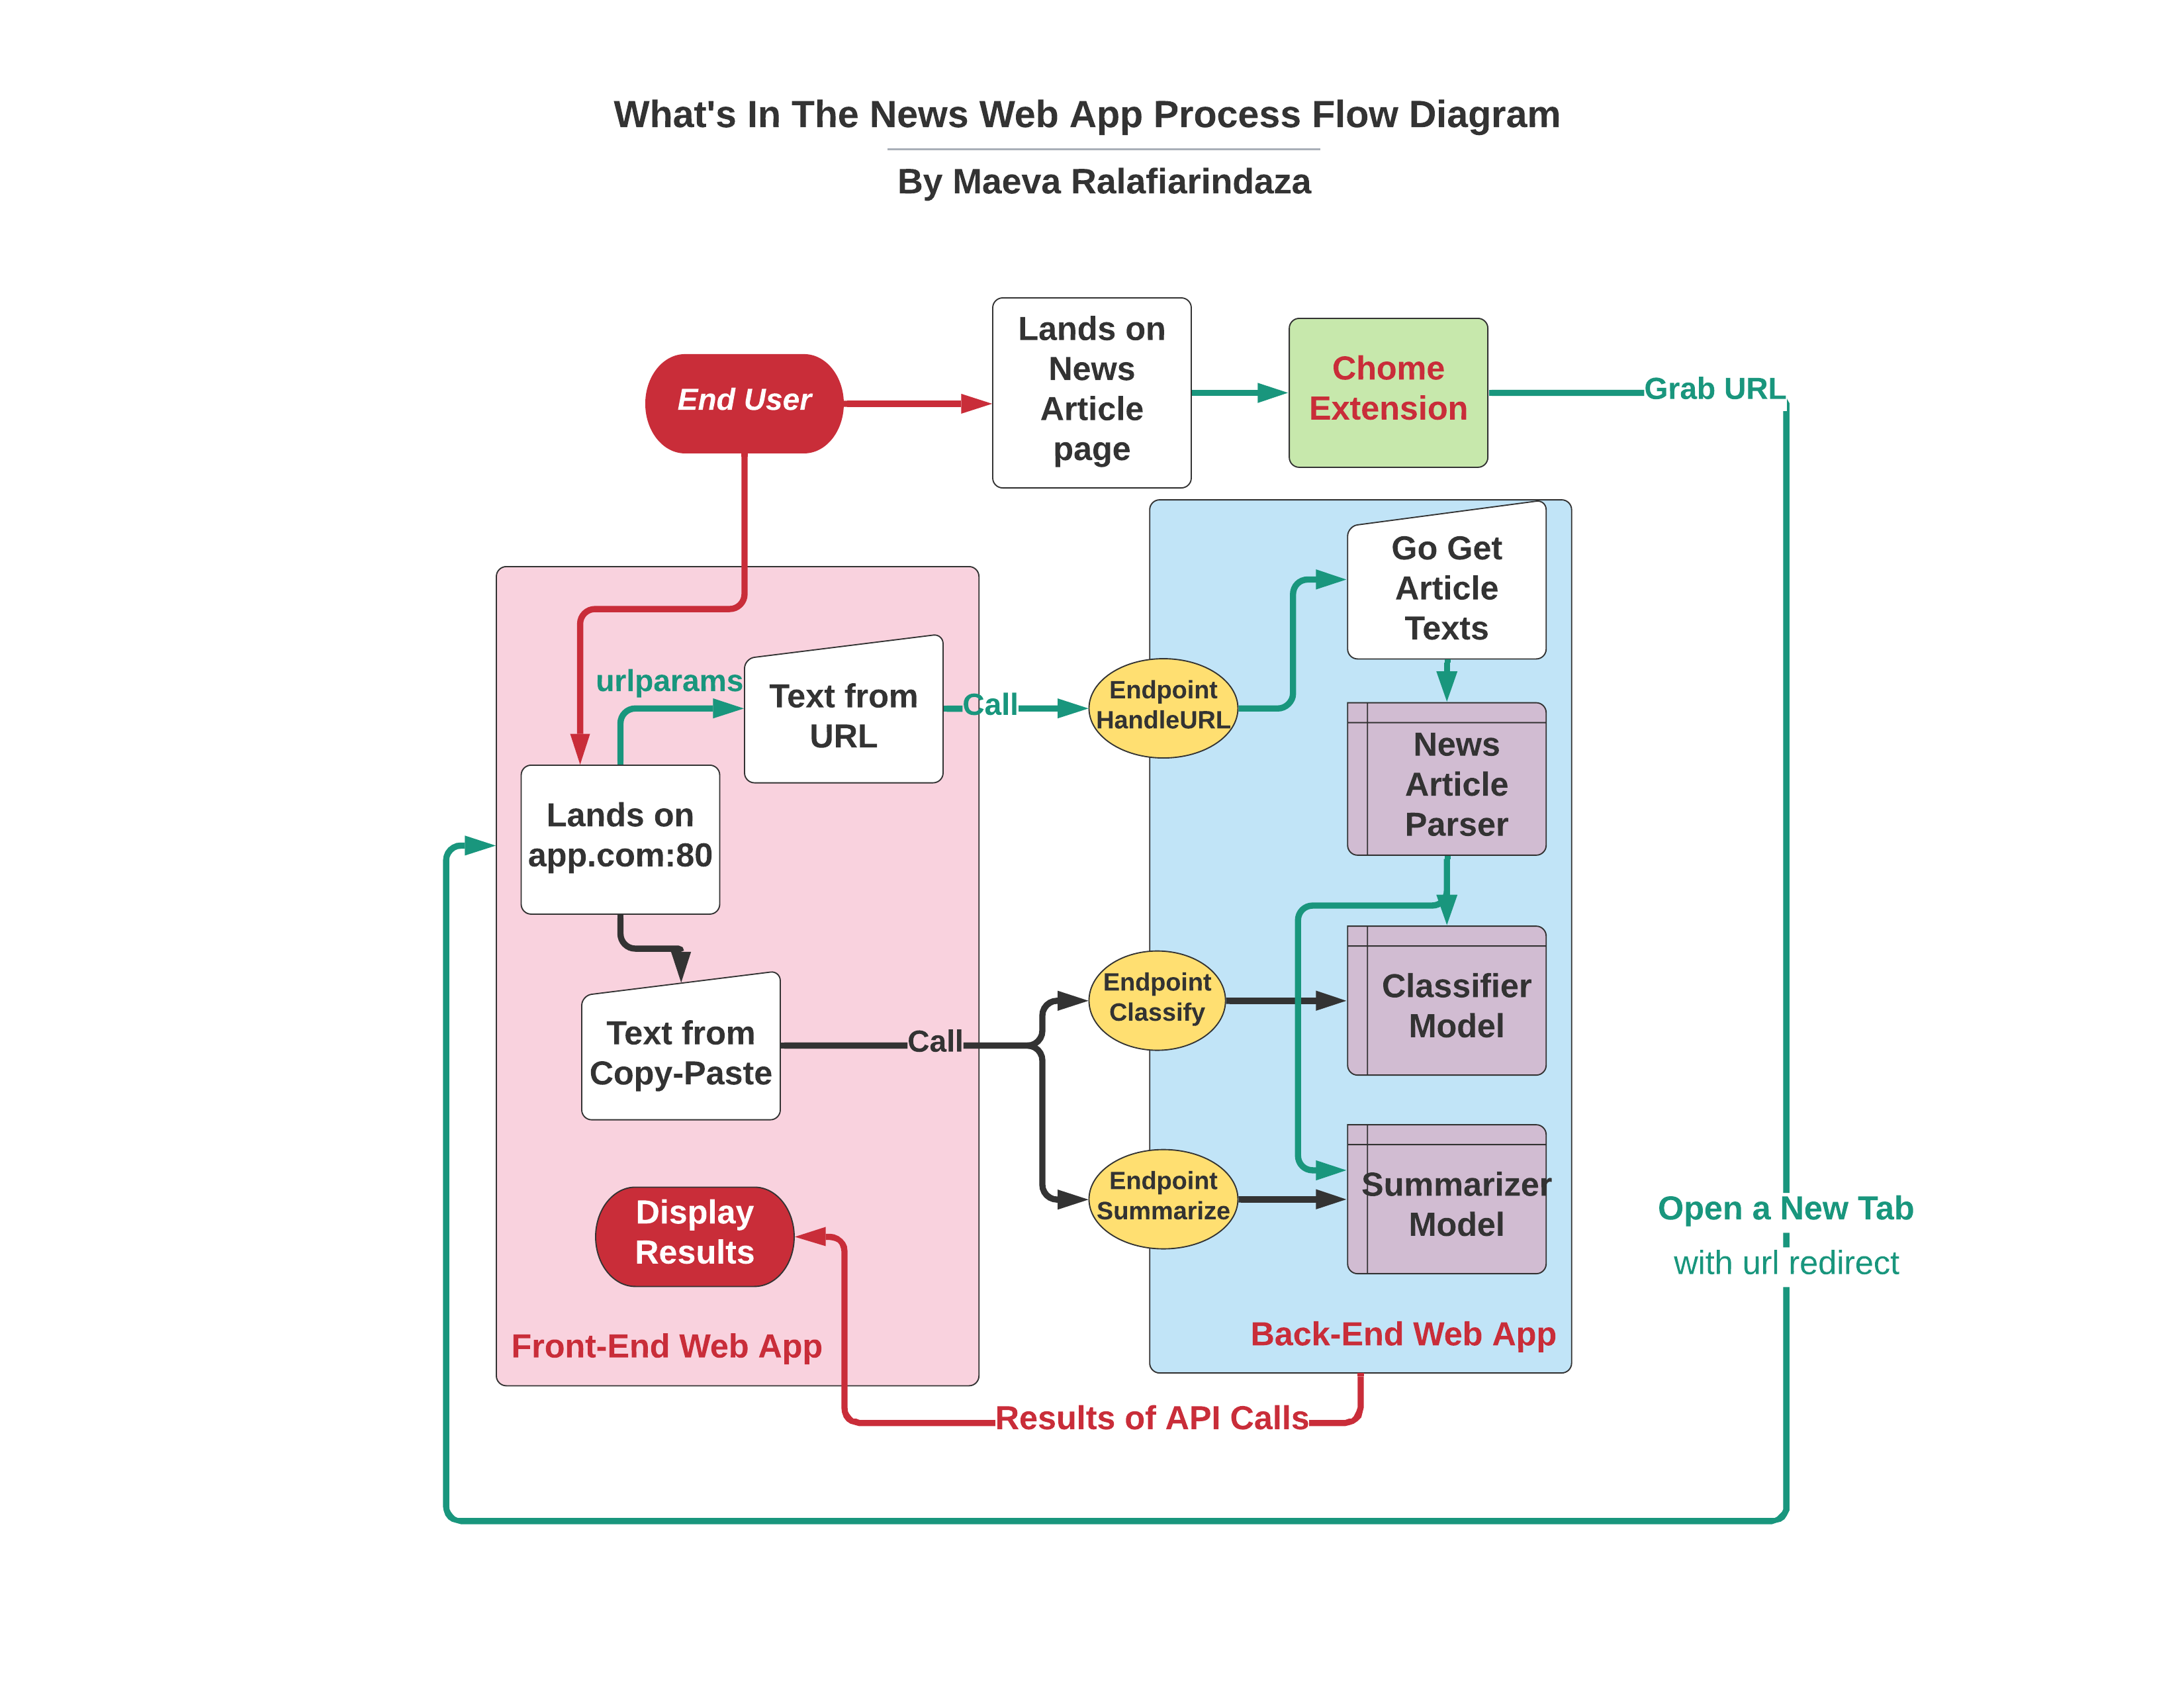 What's In The News Web App Process Flow Diagram
By Maeva Ralafiarindaza
End User
Lands on
News
Article
page
Chome
Extension
Grab URL
Go Get
Article
Texts
urlparams
Text from
URL
Call
Endpoint
HandleURL
News
Article
Parser
Lands on
app.com:80
Text from
Copy-Paste
Call
Endpoint
Classify
Classifier
Model
Endpoint
Summarize
Summarizer
Model
Display
Results
Open a New Tab
with url redirect
Front-End Web App
Back-End Web App
Results of API Calls